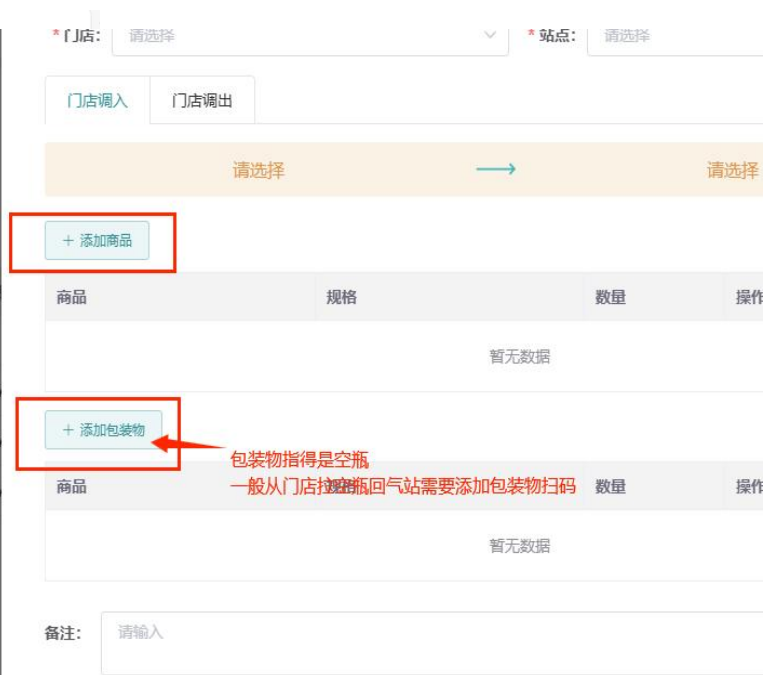 *门店: 请选择 *站点: 请选择
门店调入 门店调出
请选择 → 请选择
+ 添加商品
商品 规格 数量 操作
暂无数据
+ 添加包装物
包装物指得是空瓶
一般从门店拉空瓶回气站需要添加包装物扫码
商品 规格 数量 操作
暂无数据
备注: 请输入